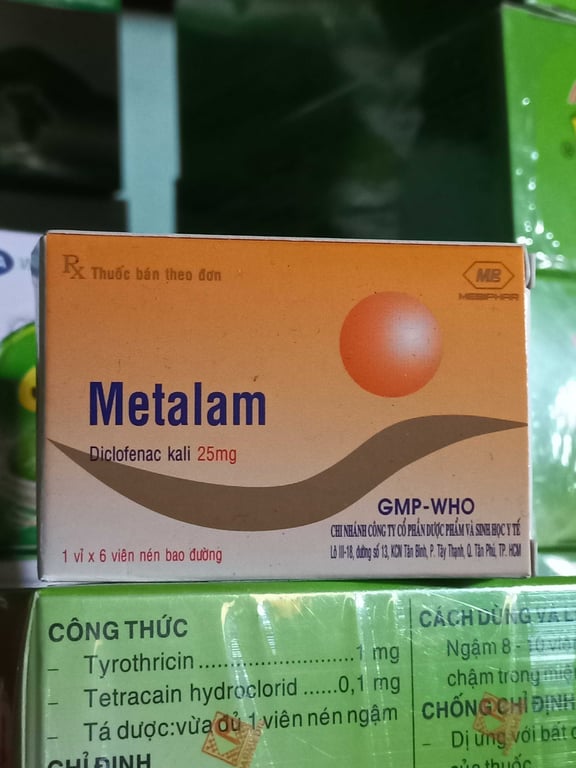 Rx Thuốc bán theo đơn
MB
MEBIPHAR
Metalam
Diclofenac kali 25mg
GMP-WHO
CHI NHÁNH CÔNG TY CỔ PHẦN DƯỢC PHẨM VÀ SINH HỌC Y TẾ
Lô III-18, đường số 13, KCN Tân Bình, P. Tây Thạnh, Q. Tân Phú, TP. HCM
1 vỉ x 6 viên nén bao đường
CÔNG THỨC
– Tyrothricin....................1 mg
– Tetracain hydroclorid ......0,1 mg
– Tá dược:vừa đủ 1 viên nén ngậm
CHỈ ĐỊNH
CÁCH DÙNG VÀ
Ngậm 8 - 10
chậm trong
CHỐNG CHỈ ĐỊNH
– Dị ứng với bất
của thuốc